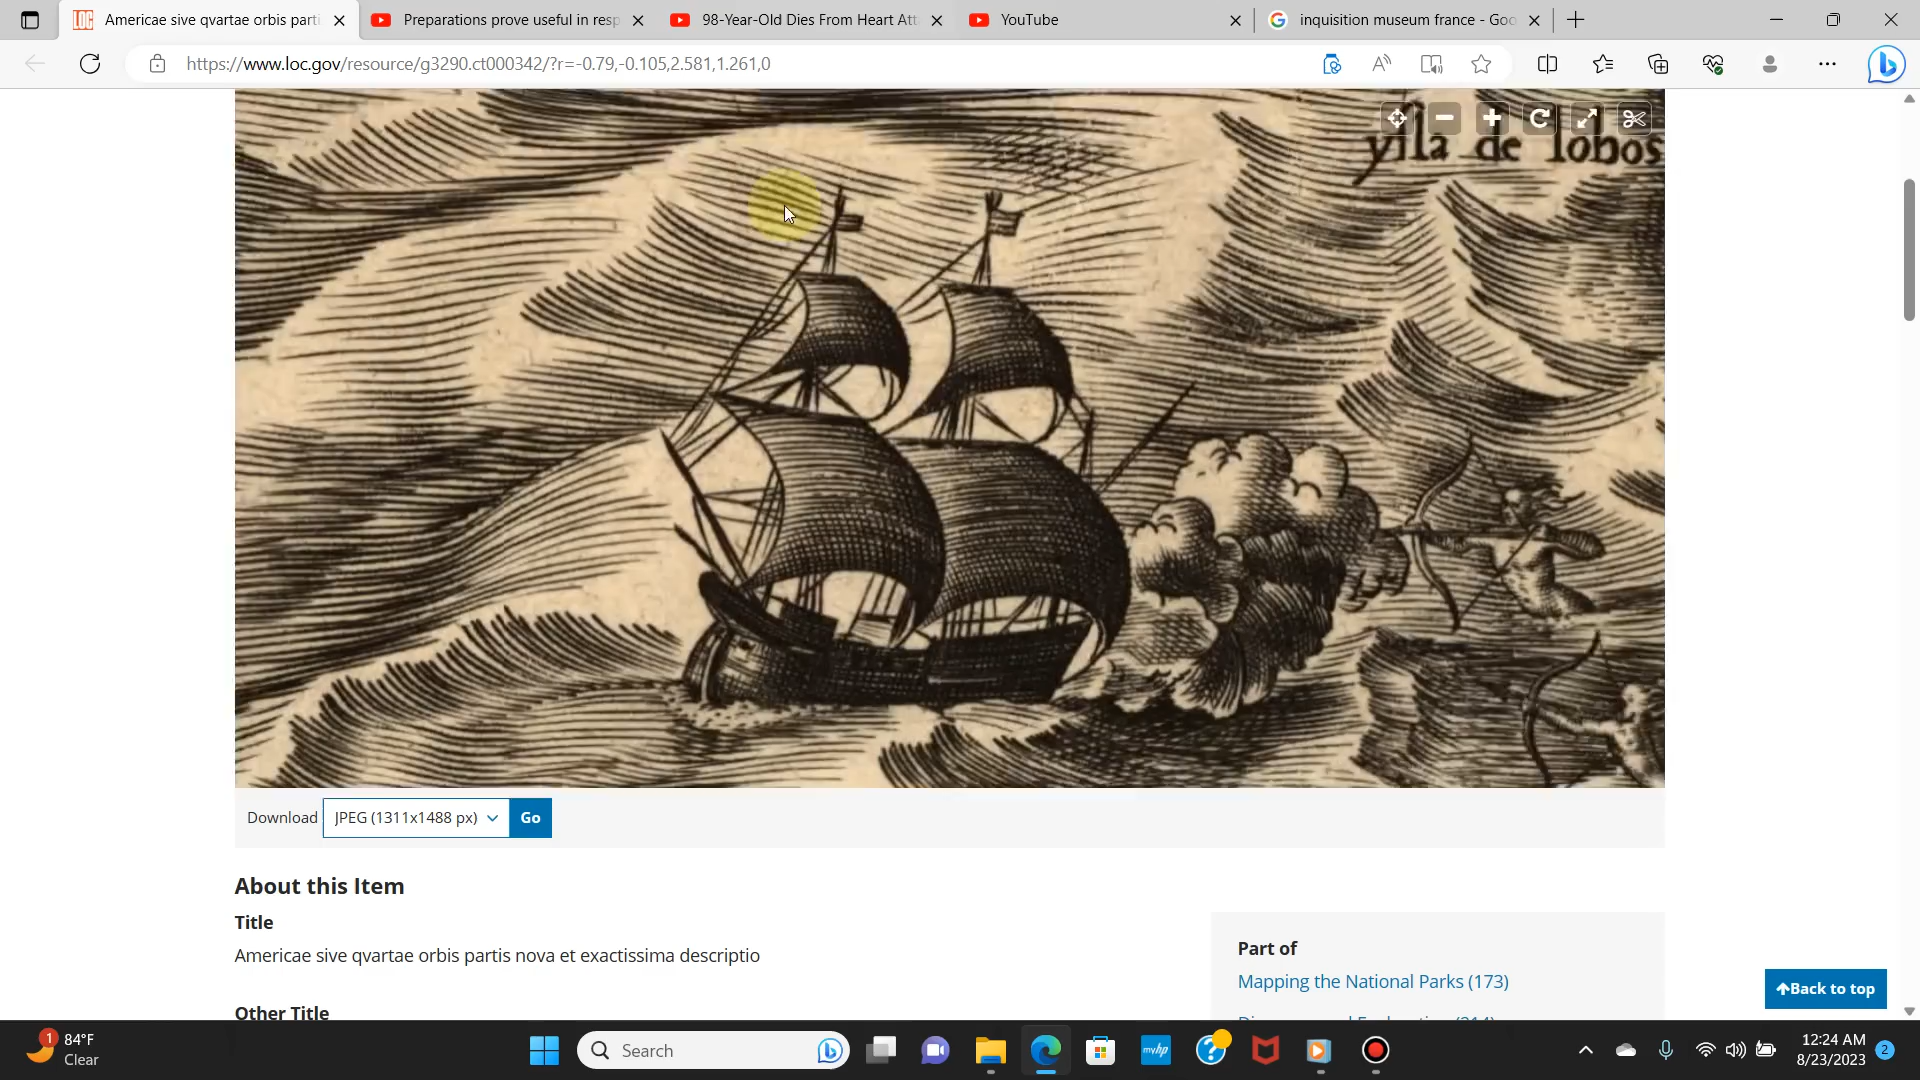 Americae sive qvartae orbis parti
Preparations prove useful in resp
98-Year-Old Dies From Heart Att
YouTube
inquisition museum france - Goo
https://www.loc.gov/resource/g3290.ct000342/?r=-0.79,-0.105,2.581,1.261,0
yſla de lobos
Download JPEG (1311x1488 px) Go
About this Item
Title
Americae sive qvartae orbis partis nova et exactissima descriptio
Other Title
Part of
Mapping the National Parks (173)
Back to top
1
84°F
Clear
Search
myhp
12:24 AM
8/23/2023
2